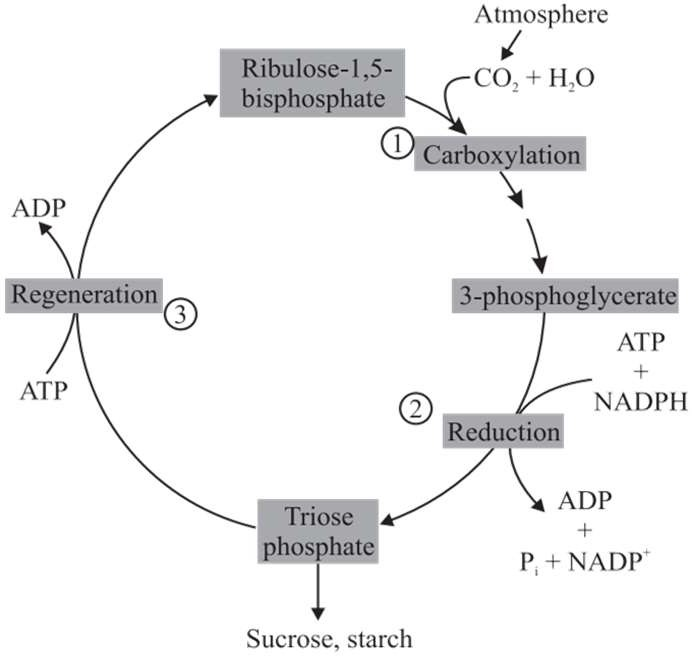 Atmosphere
Ribulose-1,5-
bisphosphate
CO₂ + H₂O
1
Carboxylation
ADP
Regeneration
3
3-phosphoglycerate
ATP
+
NADPH
ATP
2
Reduction
Triose
phosphate
ADP
+
Pᵢ + NADP⁺
Sucrose, starch